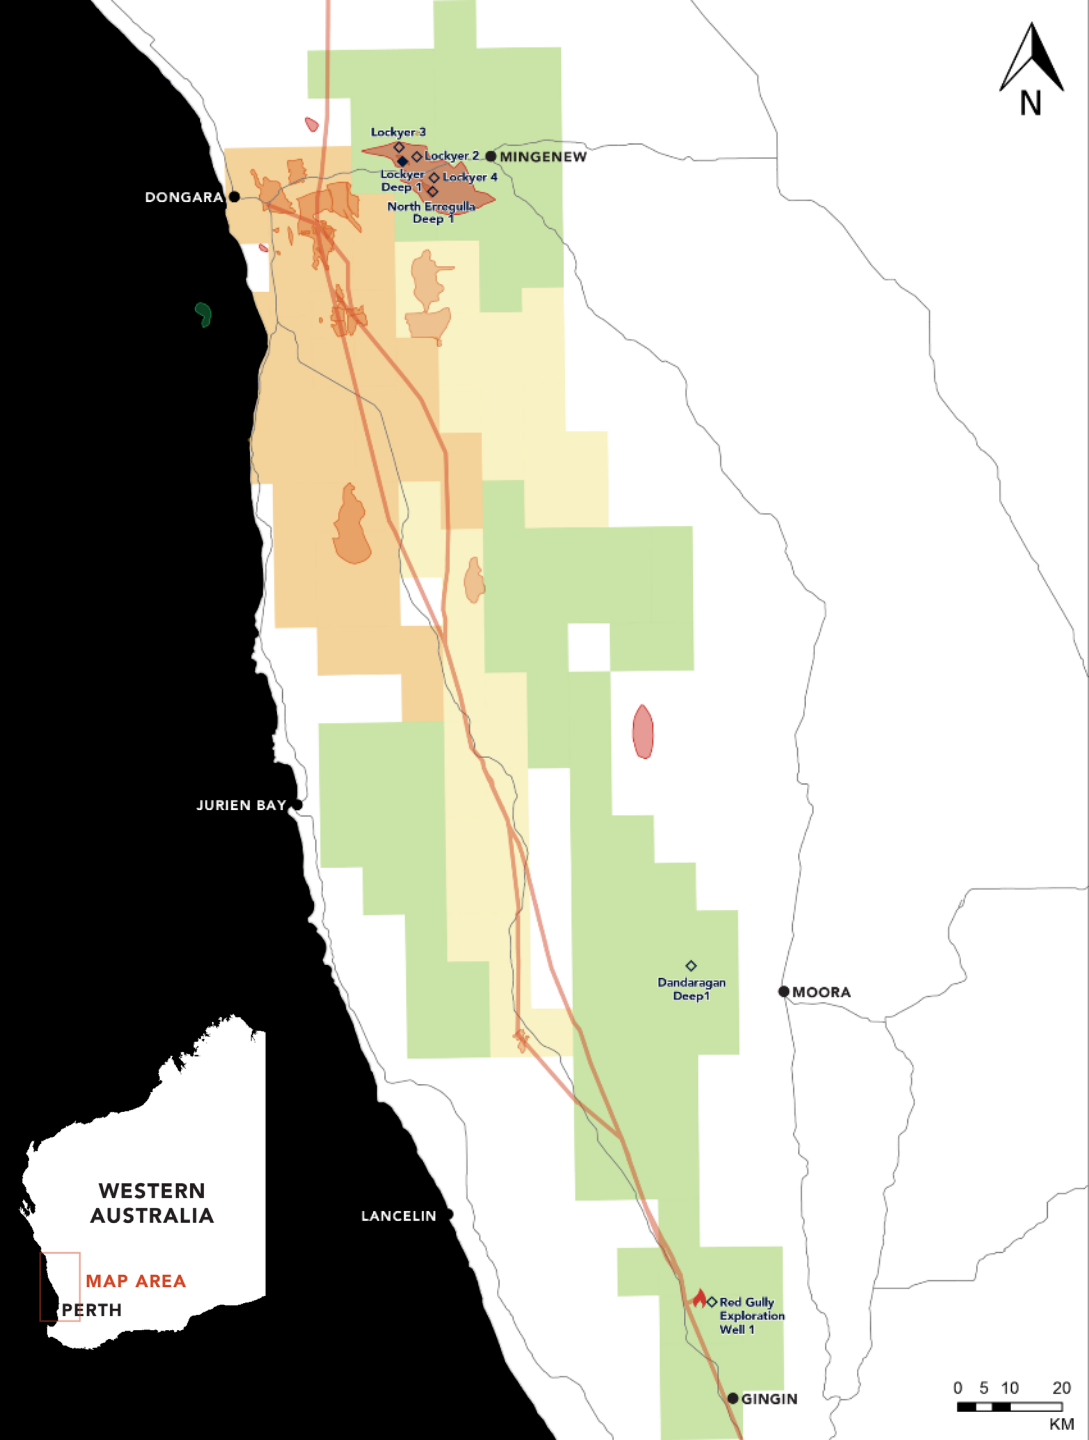 N
Lockyer 3
Lockyer 2
MINGENEW
Lockyer
Deep 1
Lockyer 4
DONGARA
North Erregulla
Deep 1
JURIEN BAY
Dandaragan
Deep1
MOORA
WESTERN
AUSTRALIA
LANCELIN
MAP AREA
PERTH
Red Gully
Exploration
Well 1
GINGIN
0 5 10 20
KM